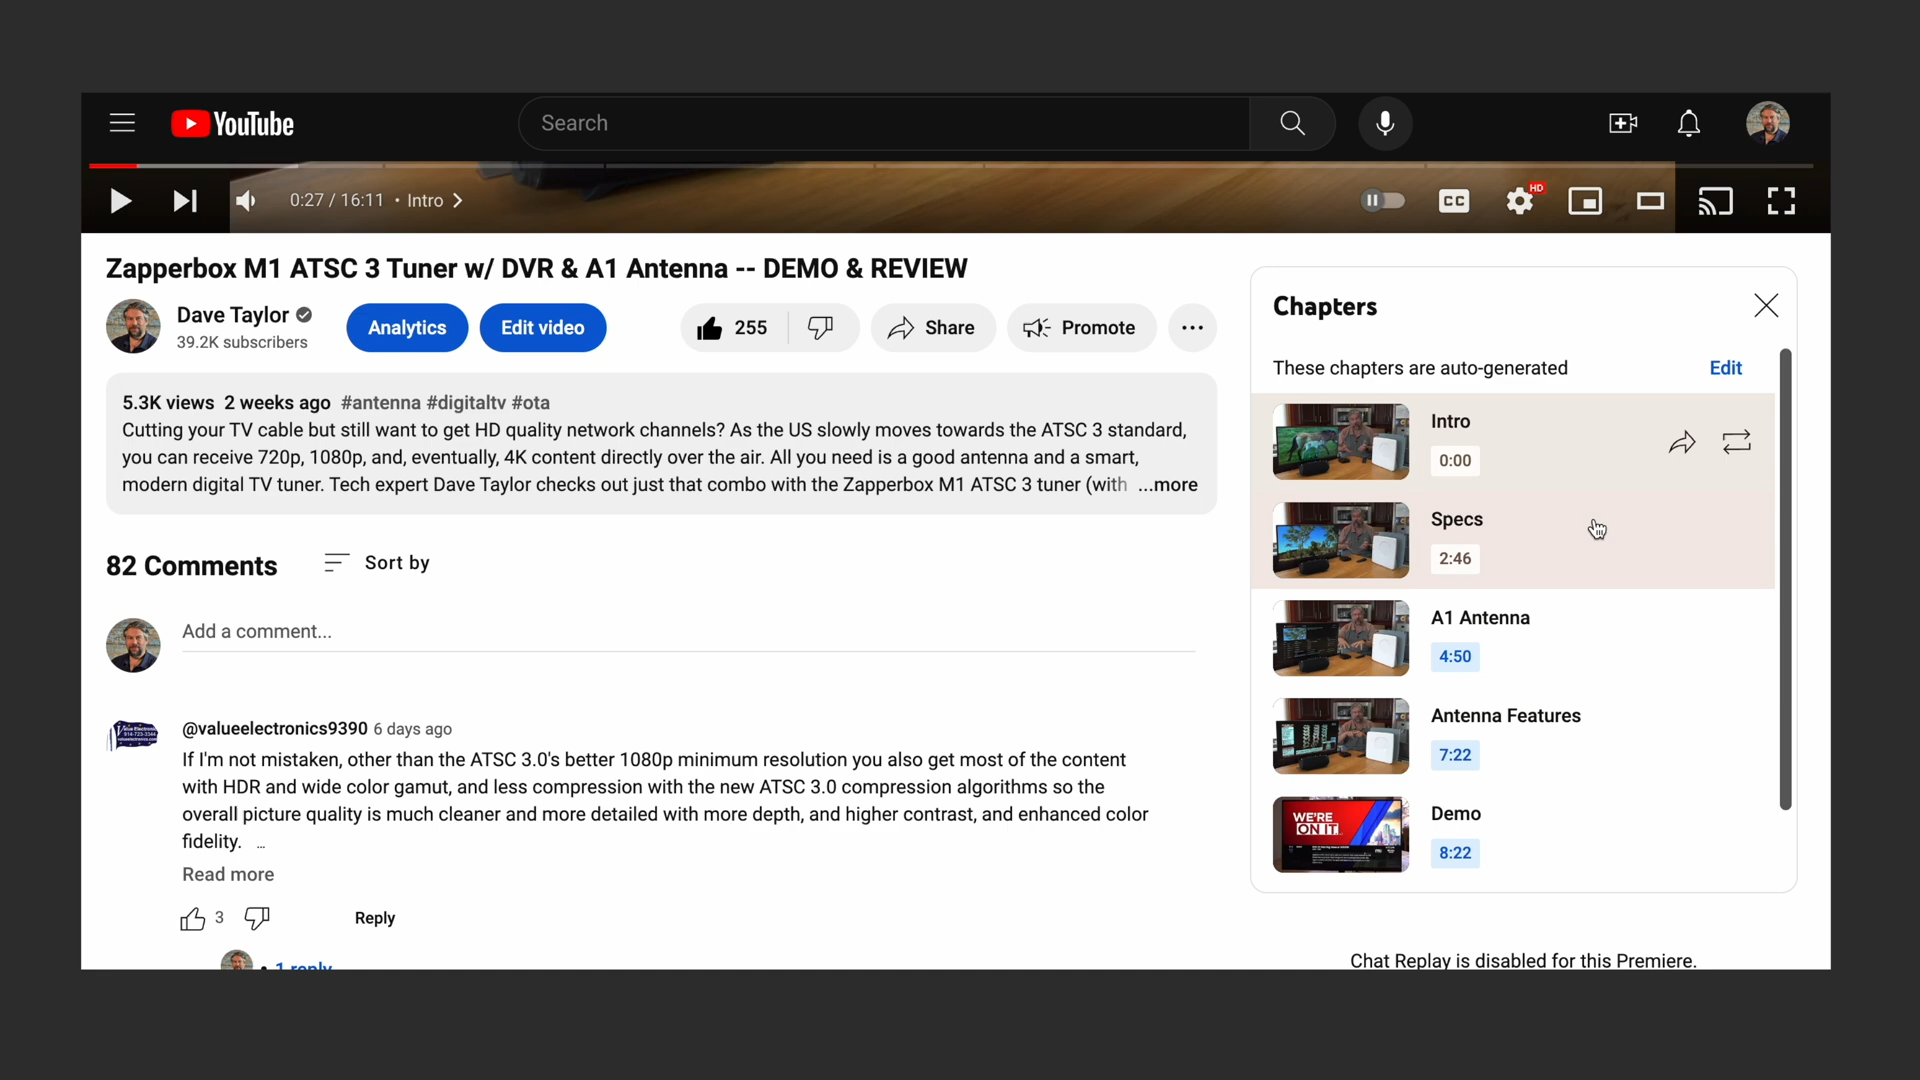 YouTube
Search
0:27 / 16:11 • Intro
CC
HD
Zapperbox M1 ATSC 3 Tuner w/ DVR & A1 Antenna -- DEMO & REVIEW
Dave Taylor
39.2K subscribers
Analytics
Edit video
255
Share
Promote
5.3K views 2 weeks ago #antenna #digitaltv #ota
Cutting your TV cable but still want to get HD quality network channels? As the US slowly moves towards the ATSC 3 standard,
you can receive 720p, 1080p, and, eventually, 4K content directly over the air. All you need is a good antenna and a smart,
modern digital TV tuner. Tech expert Dave Taylor checks out just that combo with the Zapperbox M1 ATSC 3 tuner (with ...more
82 Comments
Sort by
Add a comment...
@valueelectronics9390 6 days ago
If I'm not mistaken, other than the ATSC 3.0's better 1080p minimum resolution you also get most of the content
with HDR and wide color gamut, and less compression with the new ATSC 3.0 compression algorithms so the
overall picture quality is much cleaner and more detailed with more depth, and higher contrast, and enhanced color
fidelity. ...
Read more
3
Reply
1 reply
Chapters
These chapters are auto-generated
Edit
Intro
0:00
Specs
2:46
A1 Antenna
4:50
Antenna Features
7:22
WE'RE
ON IT
Demo
8:22
Chat Replay is disabled for this Premiere.